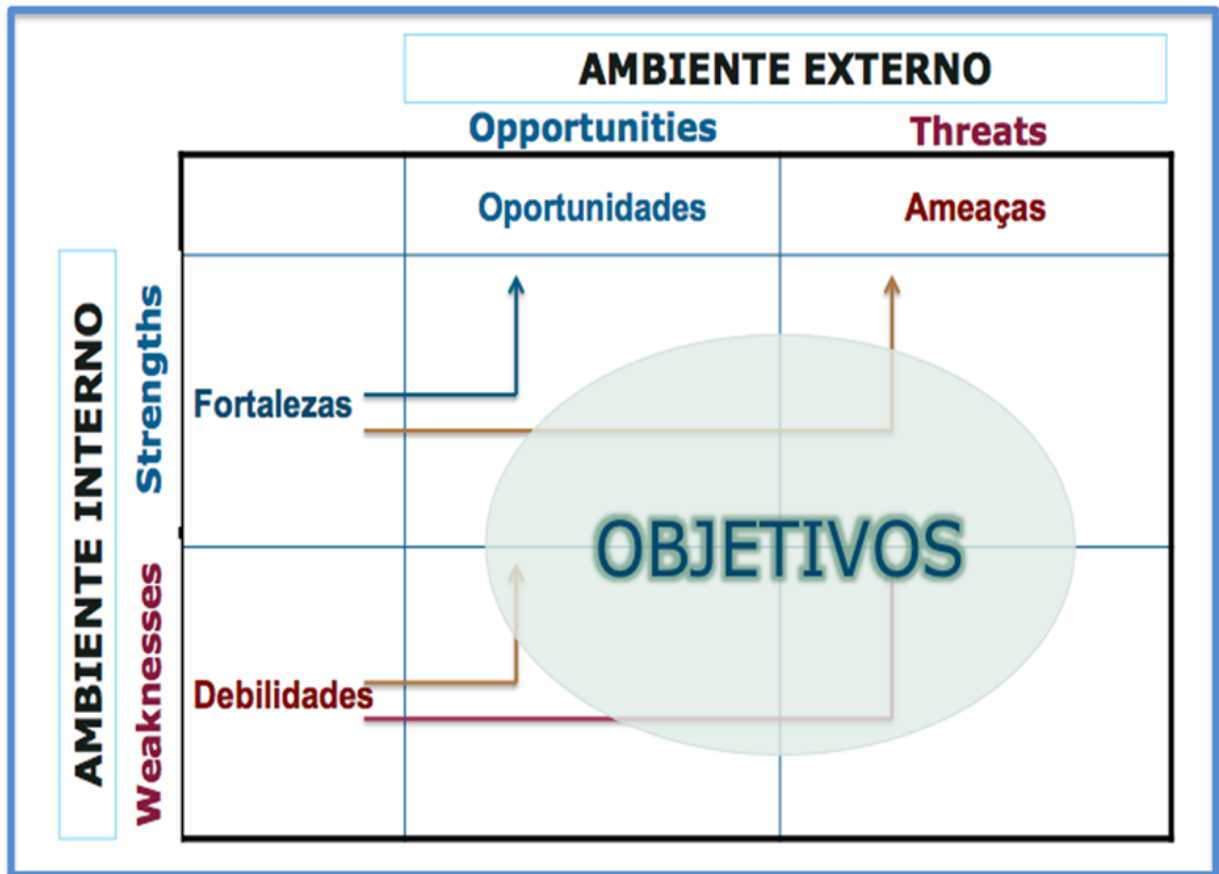 AMBIENTE EXTERNO
Opportunities
Threats
Oportunidades
Ameaças
AMBIENTE INTERNO
Strengths
Fortalezas
OBJETIVOS
Weaknesses
Debilidades